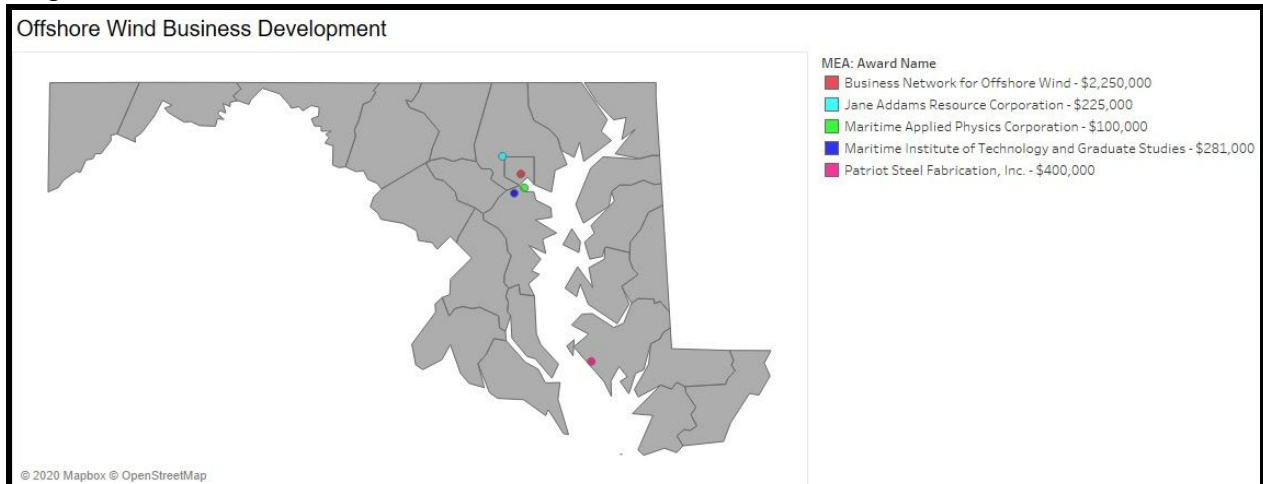 Offshore Wind Business Development
MEA: Award Name
Business Network for Offshore Wind - $2,250,000
Jane Addams Resource Corporation - $225,000
Maritime Applied Physics Corporation - $100,000
Maritime Institute of Technology and Graduate Studies - $281,000
Patriot Steel Fabrication, Inc. - $400,000
© 2020 Mapbox © OpenStreetMap